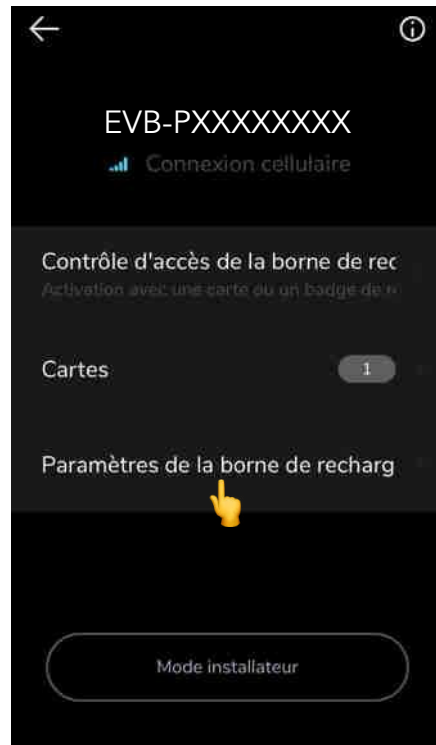 EVB-PXXXXXXXX
Connexion cellulaire
Contrôle d'accès de la borne de rec
Activation avec une carte ou un badge de r
Cartes 1
Paramètres de la borne de recharg
Mode installateur